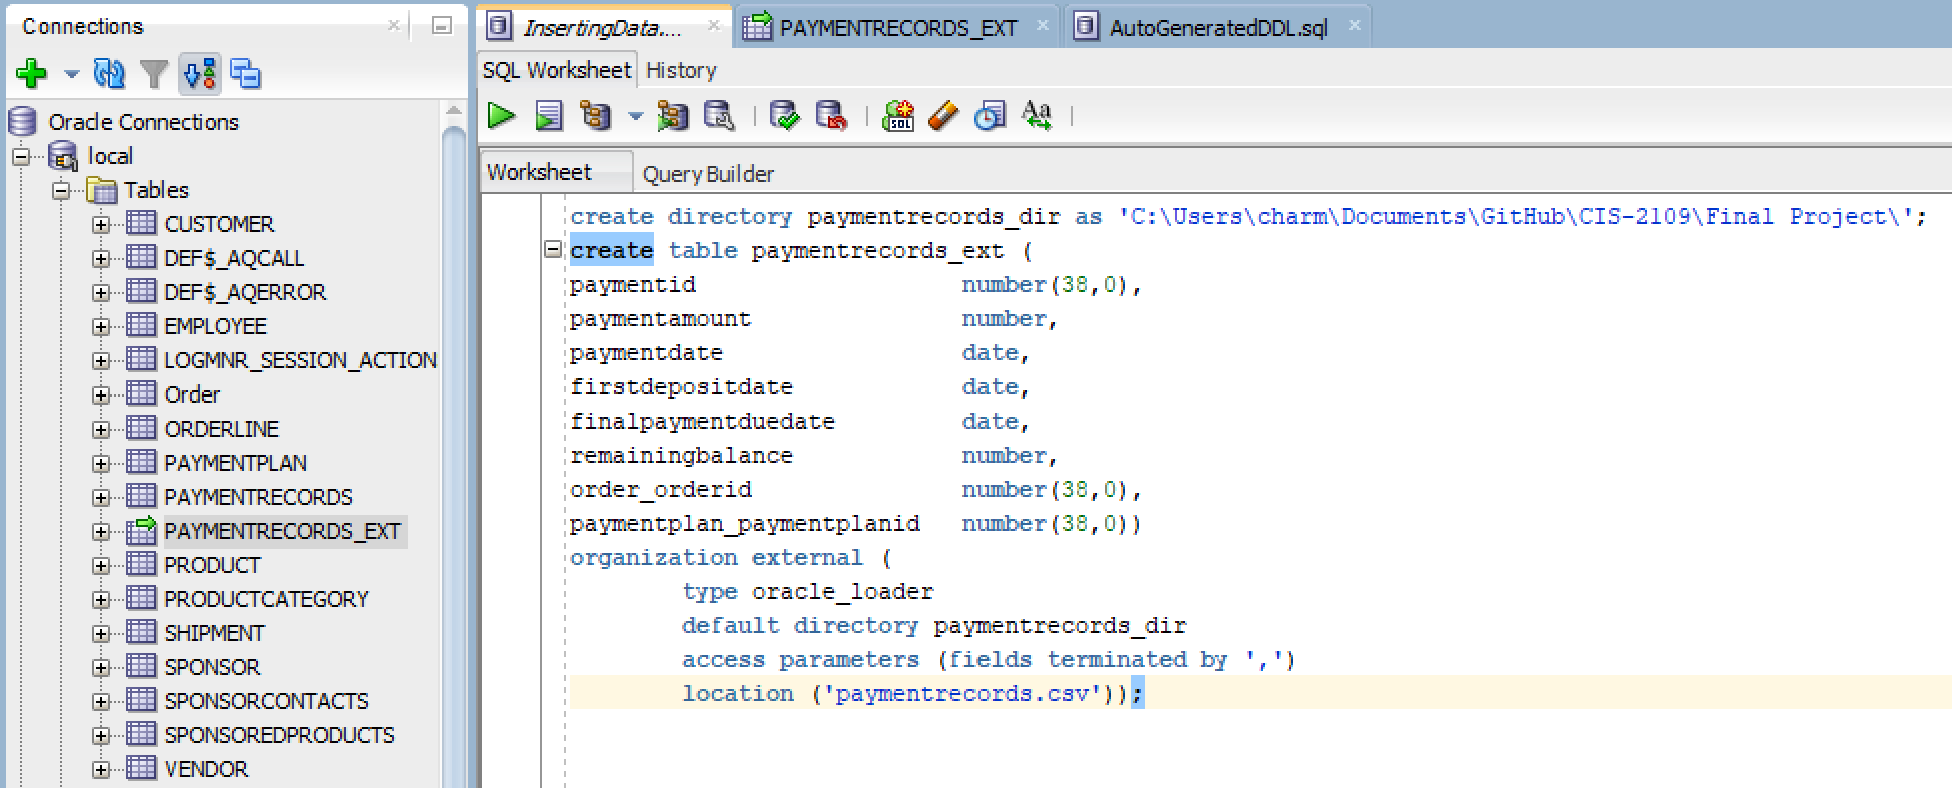 Connections
Oracle Connections
local
Tables
CUSTOMER
DEF$_AQCALL
DEF$_AQERROR
EMPLOYEE
LOGMNR_SESSION_ACTION
Order
ORDERLINE
PAYMENTPLAN
PAYMENTRECORDS
PAYMENTRECORDS_EXT
PRODUCT
PRODUCTCATEGORY
SHIPMENT
SPONSOR
SPONSORCONTACTS
SPONSOREDPRODUCTS
VENDOR
InsertingData.... PAYMENTRECORDS_EXT AutoGeneratedDDL.sql
SQL Worksheet History
SQL Aa
Worksheet Query Builder
create directory paymentrecords_dir as 'C:\Users\charm\Documents\GitHub\CIS-2109\Final Project\';
create table paymentrecords_ext (
paymentid number(38,0),
paymentamount number,
paymentdate date,
firstdepositdate date,
finalpaymentduedate date,
remainingbalance number,
order_orderid number(38,0),
paymentplan_paymentplanid number(38,0))
organization external (
type oracle_loader
default directory paymentrecords_dir
access parameters (fields terminated by ',')
location ('paymentrecords.csv'));